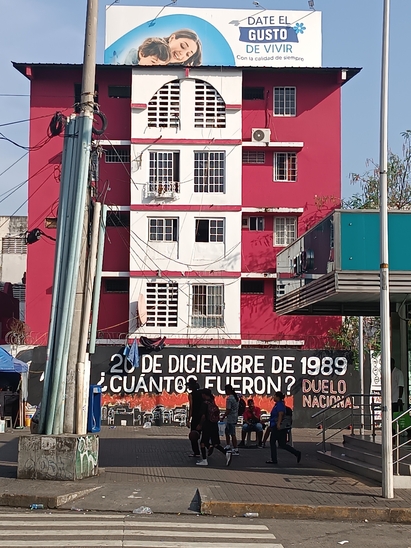 DATE EL
GUSTO
DE VIVIR
Con la calidad de siempre
20 DE DICIEMBRE DE 1989
¿CUÁNTOS FUERON?
DUELO
NACIONAL